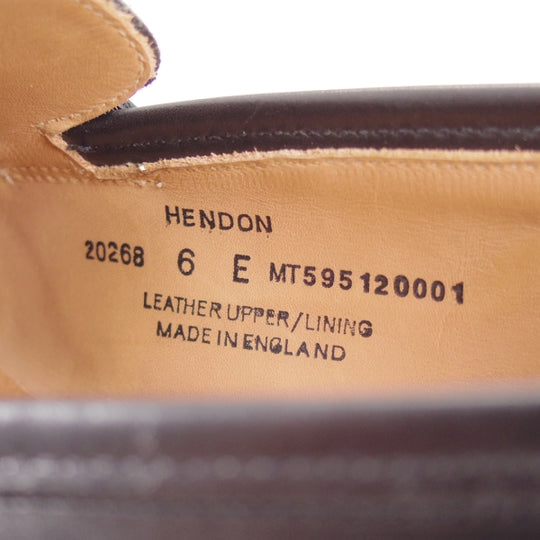 HENDON
20268 6 E MT595120001
LEATHER UPPER/LINING
MADE IN ENGLAND